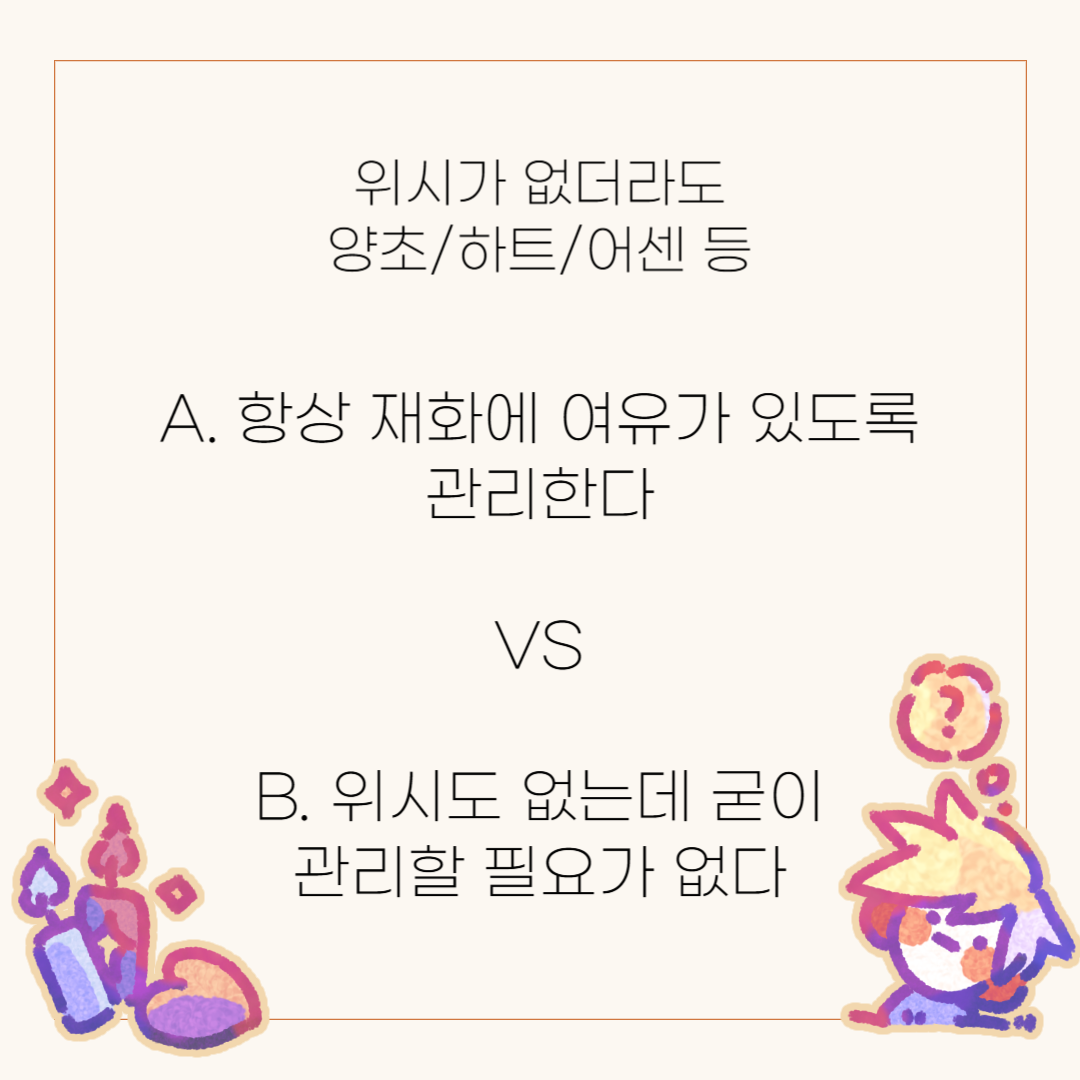 위시가 없더라도
양초/하트/어센 등
A. 항상 재화에 여유가 있도록
관리한다
VS
B. 위시도 없는데 굳이
관리할 필요가 없다
?